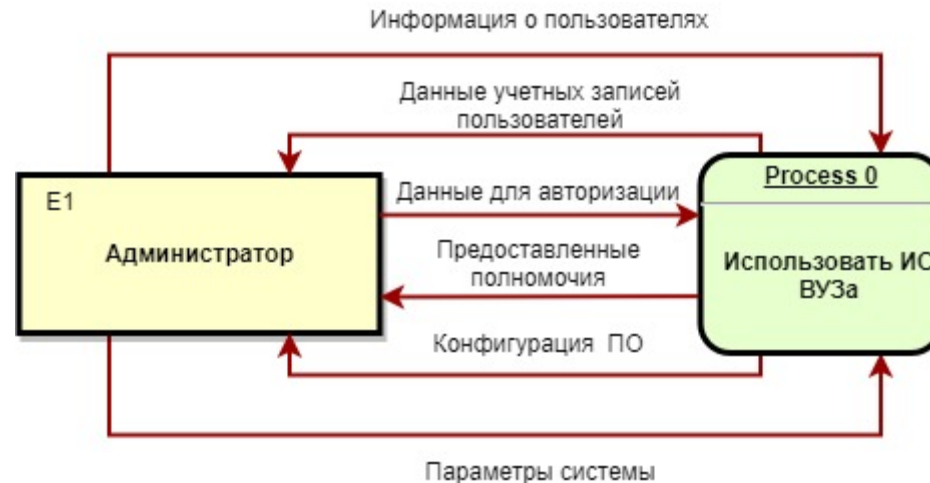 Информация о пользователях
Данные учетных записей
пользователей
Process 0
E1
Данные для авторизации
Администратор
Предоставленные
полномочия
Использовать ИС
ВУЗа
Конфигурация ПО
Параметры системы